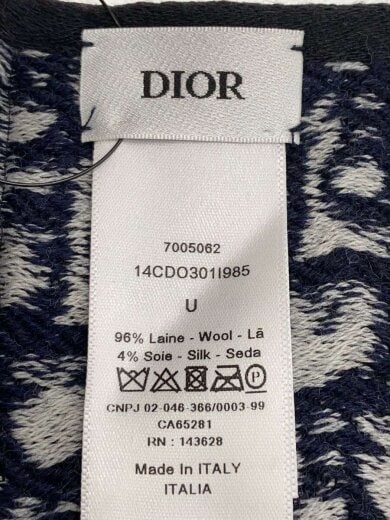 DIOR
7005062
14CDO301I985
U
96% Laine - Wool - Lã
4% Soie - Silk - Seda
P
CNPJ 02-046-366/0003-99
CA65281
RN : 143628
Made In ITALY
ITALIA